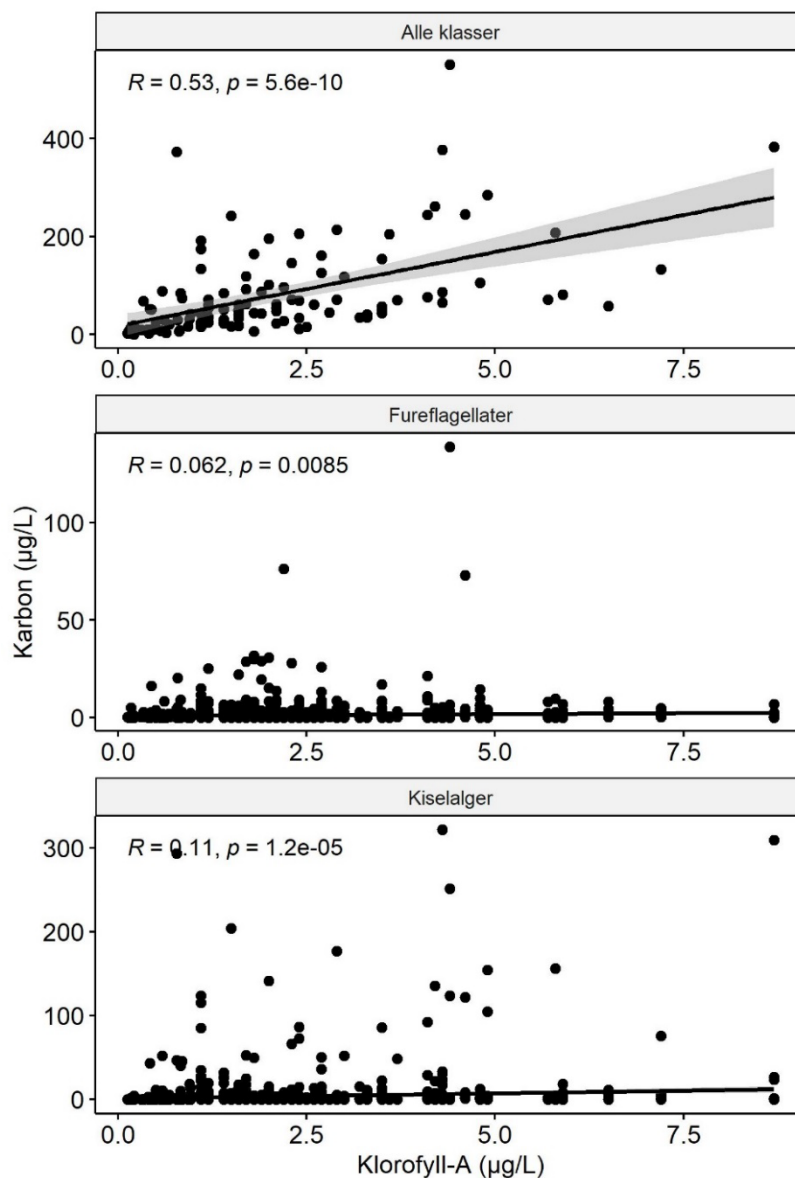 Alle klasser
R = 0.53, p = 5.6e-10
400
200
0
0.0 2.5 5.0 7.5
Fureflagellater
R = 0.062, p = 0.0085
100
50
0
0.0 2.5 5.0 7.5
Kiselalger
R = 0.11, p = 1.2e-05
300
200
100
0
0.0 2.5 5.0 7.5
Karbon (µg/L)
Klorofyll-A (µg/L)